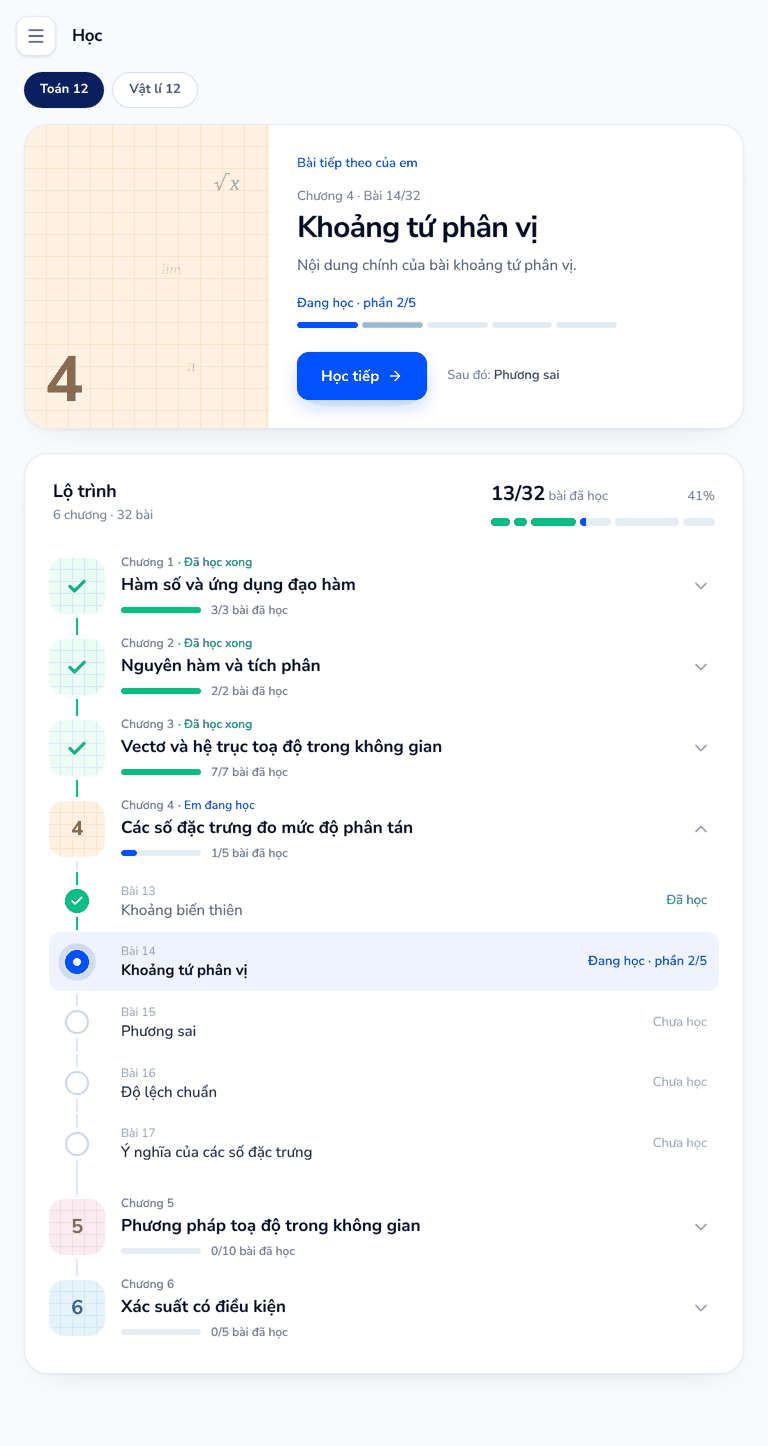 Học
Toán 12
Vật lí 12
√x
lim
4
Bài tiếp theo của em
Chương 4 · Bài 14/32
Khoảng tứ phân vị
Nội dung chính của bài khoảng tứ phân vị.
Đang học · phần 2/5
Học tiếp →
Sau đó: Phương sai
Lộ trình
6 chương · 32 bài
13/32 bài đã học
41%
Chương 1 · Đã học xong
Hàm số và ứng dụng đạo hàm
3/3 bài đã học
Chương 2 · Đã học xong
Nguyên hàm và tích phân
2/2 bài đã học
Chương 3 · Đã học xong
Vectơ và hệ trục toạ độ trong không gian
7/7 bài đã học
4
Chương 4 · Em đang học
Các số đặc trưng đo mức độ phân tán
1/5 bài đã học
Bài 13
Khoảng biến thiên
Đã học
Bài 14
Khoảng tứ phân vị
Đang học · phần 2/5
Bài 15
Phương sai
Chưa học
Bài 16
Độ lệch chuẩn
Chưa học
Bài 17
Ý nghĩa của các số đặc trưng
Chưa học
5
Chương 5
Phương pháp toạ độ trong không gian
0/10 bài đã học
6
Chương 6
Xác suất có điều kiện
0/5 bài đã học